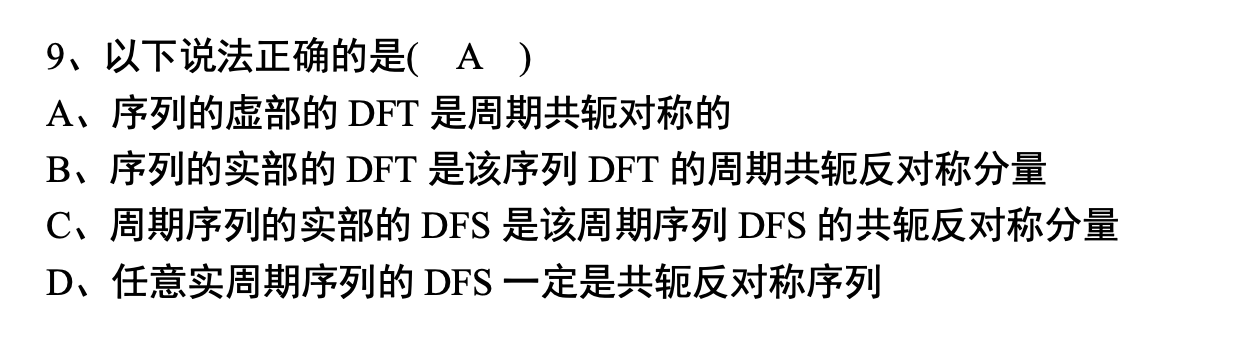 9、以下说法正确的是(    A    )
A、序列的虚部的 DFT 是周期共轭对称的
B、序列的实部的 DFT 是该序列 DFT 的周期共轭反对称分量
C、周期序列的实部的 DFS 是该周期序列 DFS 的共轭反对称分量
D、任意实周期序列的 DFS 一定是共轭反对称序列